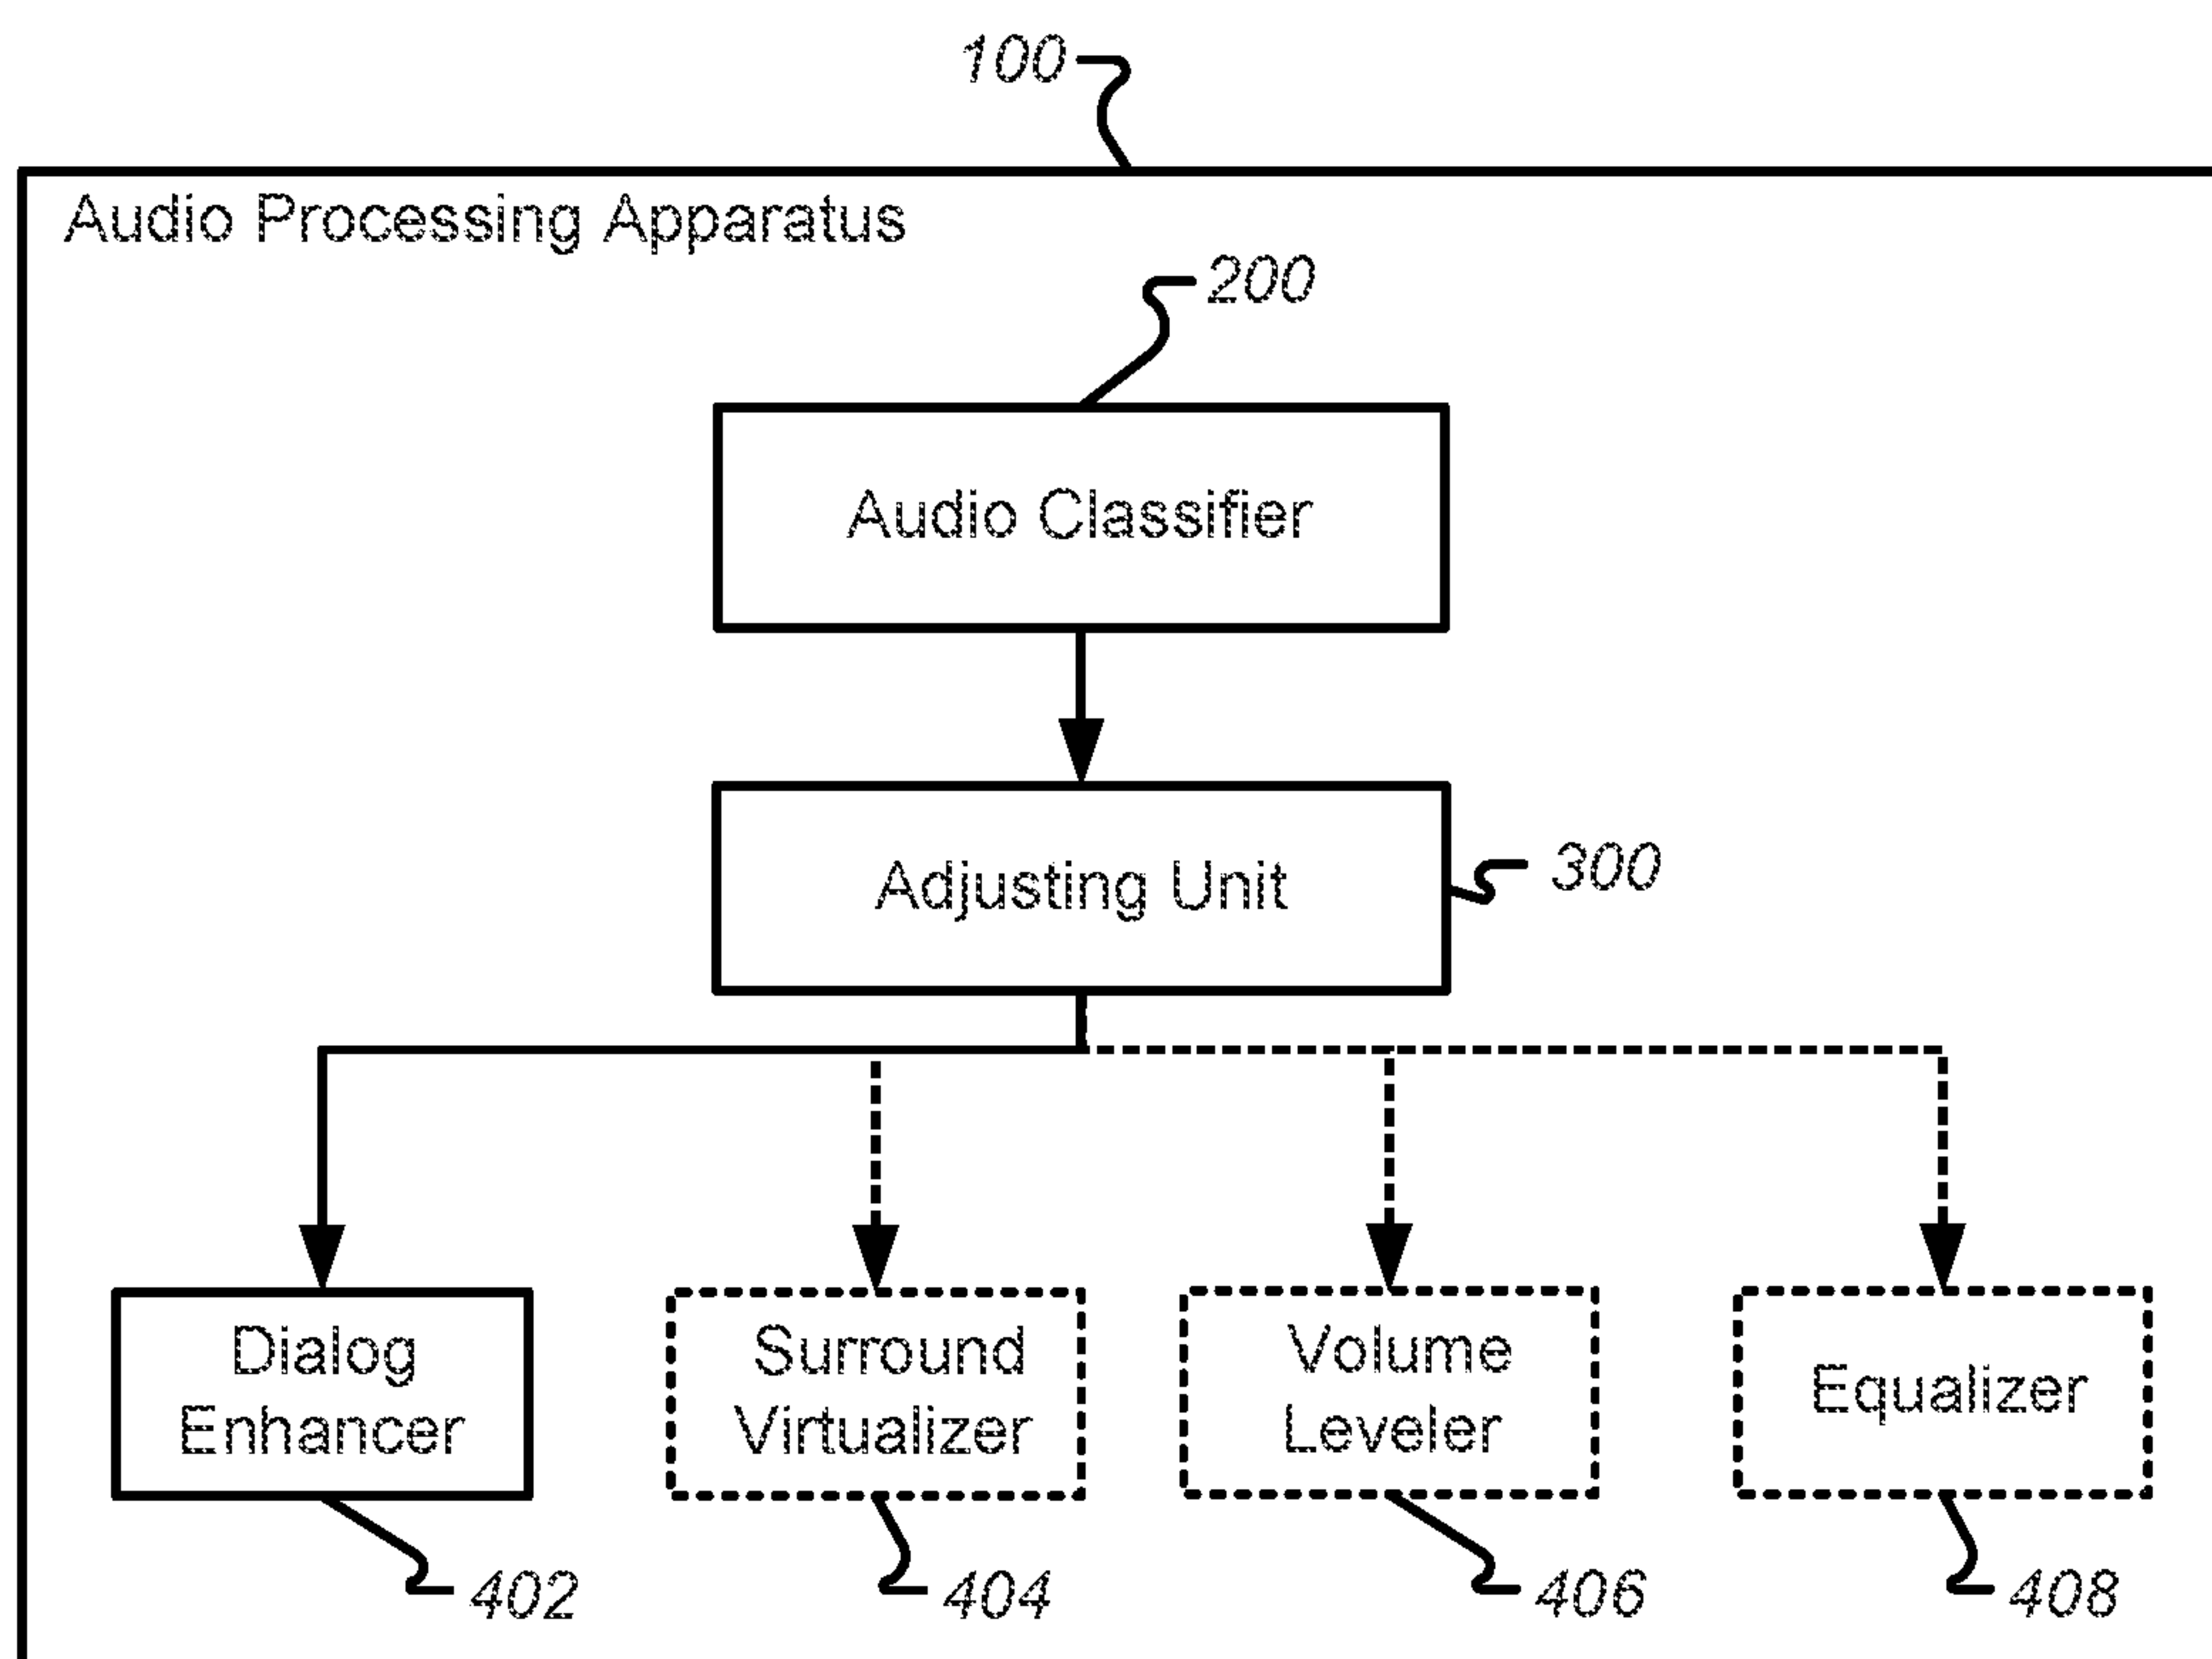 100
Audio Processing Apparatus
200
Audio Classifier
Adjusting Unit
300
Dialog
Enhancer
Surround
Virtualizer
Volume
Leveler
Equalizer
402
404
406
408